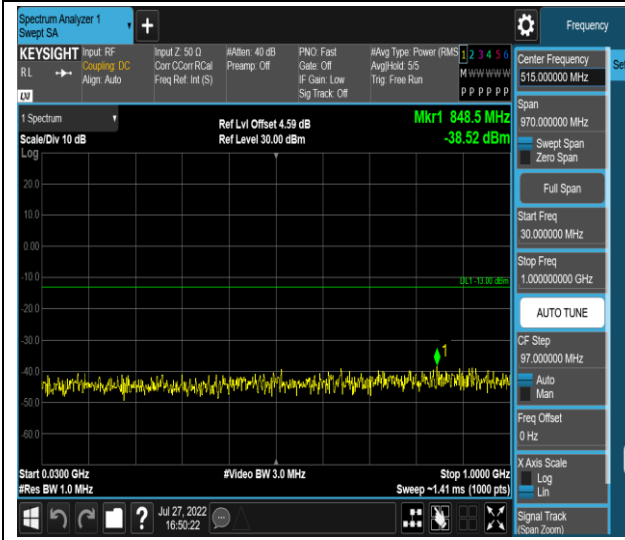 Spectrum Analyzer 1
Swept SA
+
Frequency
KEYSIGHT
RL
LXI
Input: RF
Coupling: DC
Align: Auto
Input Z: 50 Ω
Corr CCorr RCal
Freq Ref: Int (S)
#Atten: 40 dB
Preamp: Off
PNO: Fast
Gate: Off
IF Gain: Low
Sig Track: Off
#Avg Type: Power (RMS
Avg|Hold: 5/5
Trig: Free Run
1 2 3 4 5 6
M W W W W W
P P P P P P
1 Spectrum
Scale/Div 10 dB
Log
Ref Lvl Offset 4.59 dB
Ref Level 30.00 dBm
Mkr1 848.5 MHz
-38.52 dBm
20.0
10.0
0.00
-10.0
-20.0
-30.0
-40.0
-50.0
-60.0
DL1 -13.00 dBm
1
Start 0.0300 GHz
#Res BW 1.0 MHz
#Video BW 3.0 MHz
Stop 1.0000 GHz
Sweep ~1.41 ms (1000 pts)
?
Jul 27, 2022
16:50:22
Center Frequency
515.000000 MHz
Set
Span
970.000000 MHz
Swept Span
Zero Span
Full Span
Start Freq
30.000000 MHz
Stop Freq
1.000000000 GHz
AUTO TUNE
CF Step
97.000000 MHz
Auto
Man
Freq Offset
0 Hz
X Axis Scale
Log
Lin
Signal Track
(Span Zoom)